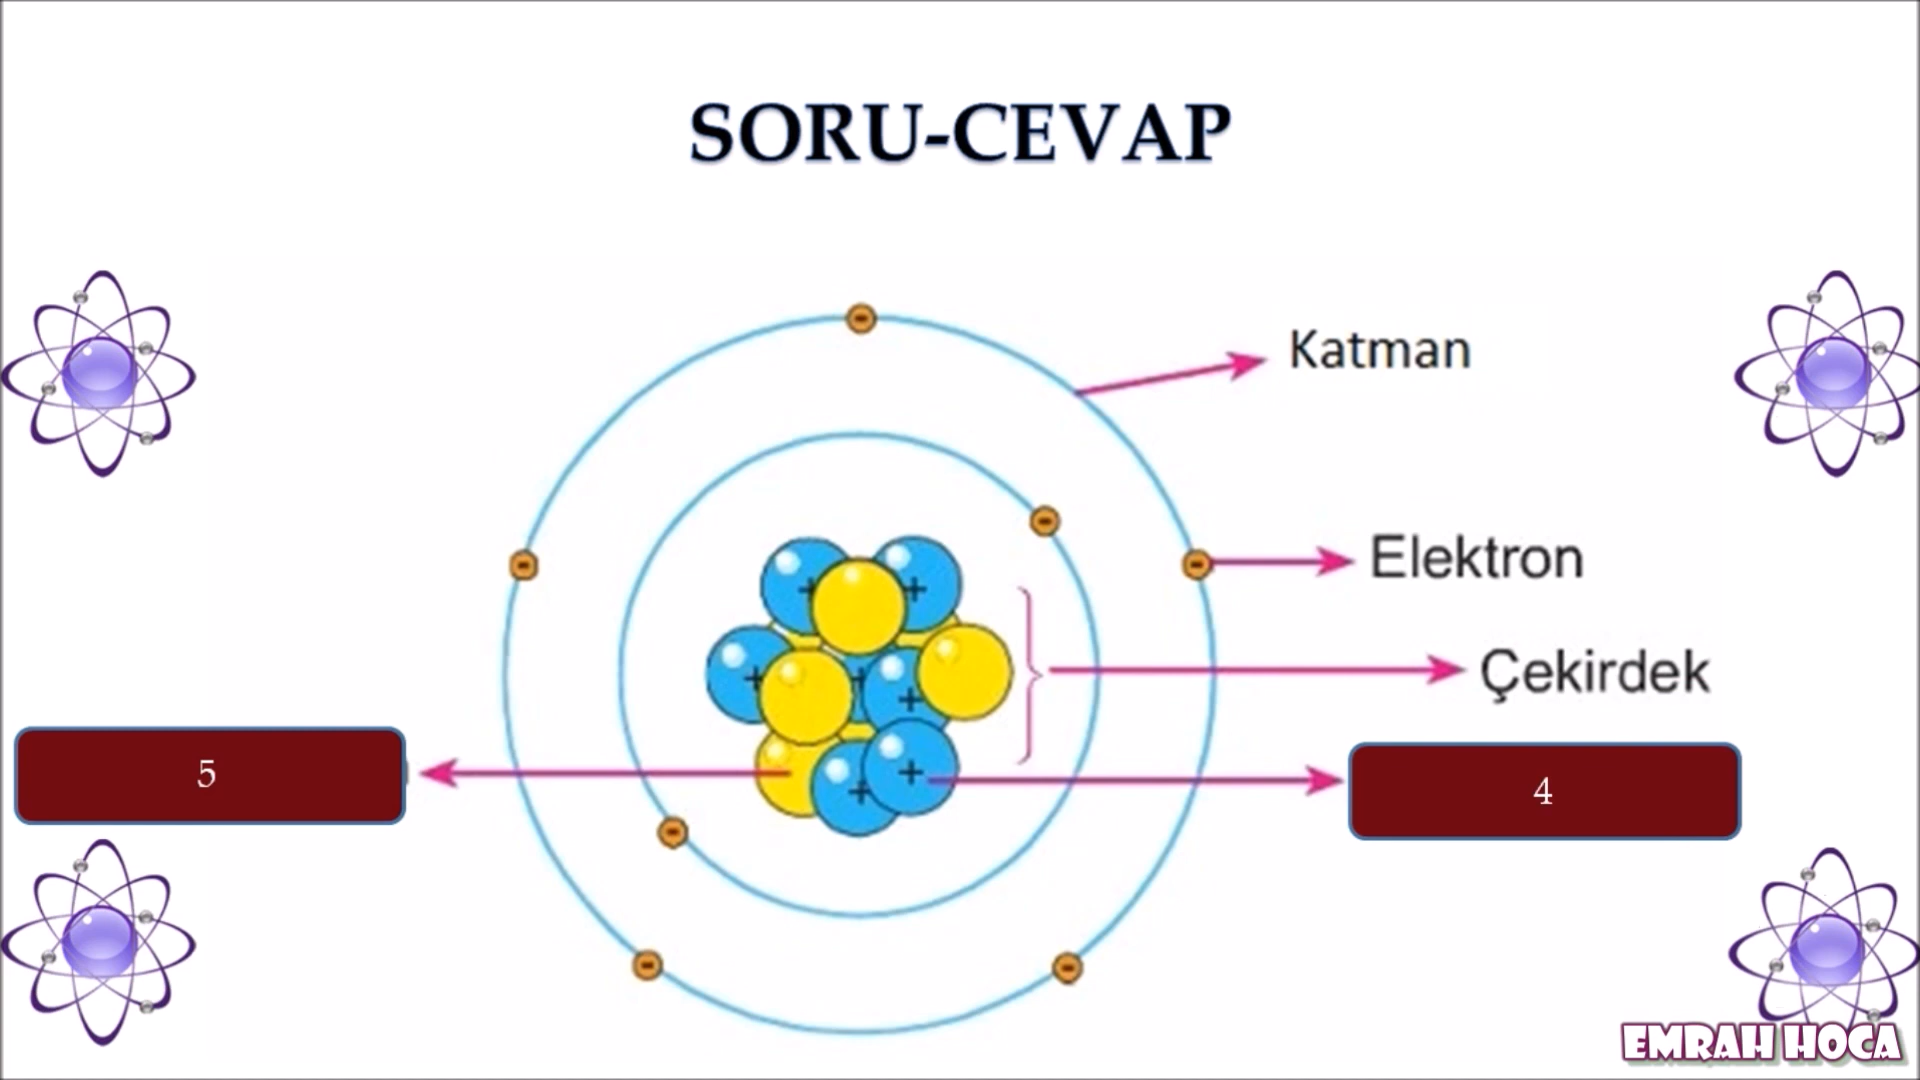 SORU-CEVAP
Katman
Elektron
Çekirdek
5
4
EMRAH HOCA